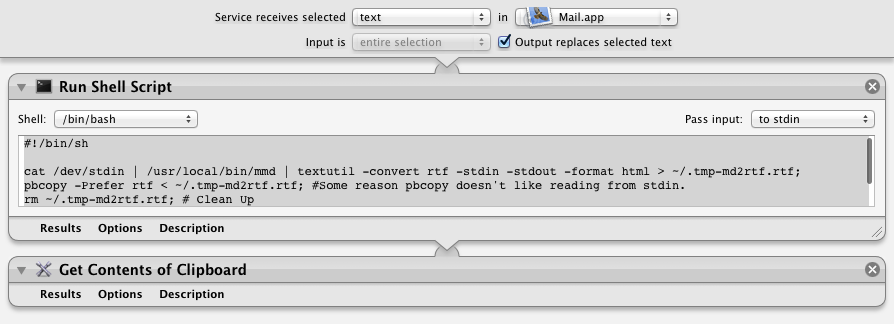 Service receives selected text in Mail.app
Input is entire selection Output replaces selected text
Run Shell Script
Shell: /bin/bash Pass input: to stdin
#!/bin/sh
cat /dev/stdin | /usr/local/bin/mmd | textutil -convert rtf -stdin -stdout -format html > ~/.tmp-md2rtf.rtf;
pbcopy -Prefer rtf < ~/.tmp-md2rtf.rtf; #Some reason pbcopy doesn't like reading from stdin.
rm ~/.tmp-md2rtf.rtf; # Clean Up
Results Options Description
Get Contents of Clipboard
Results Options Description